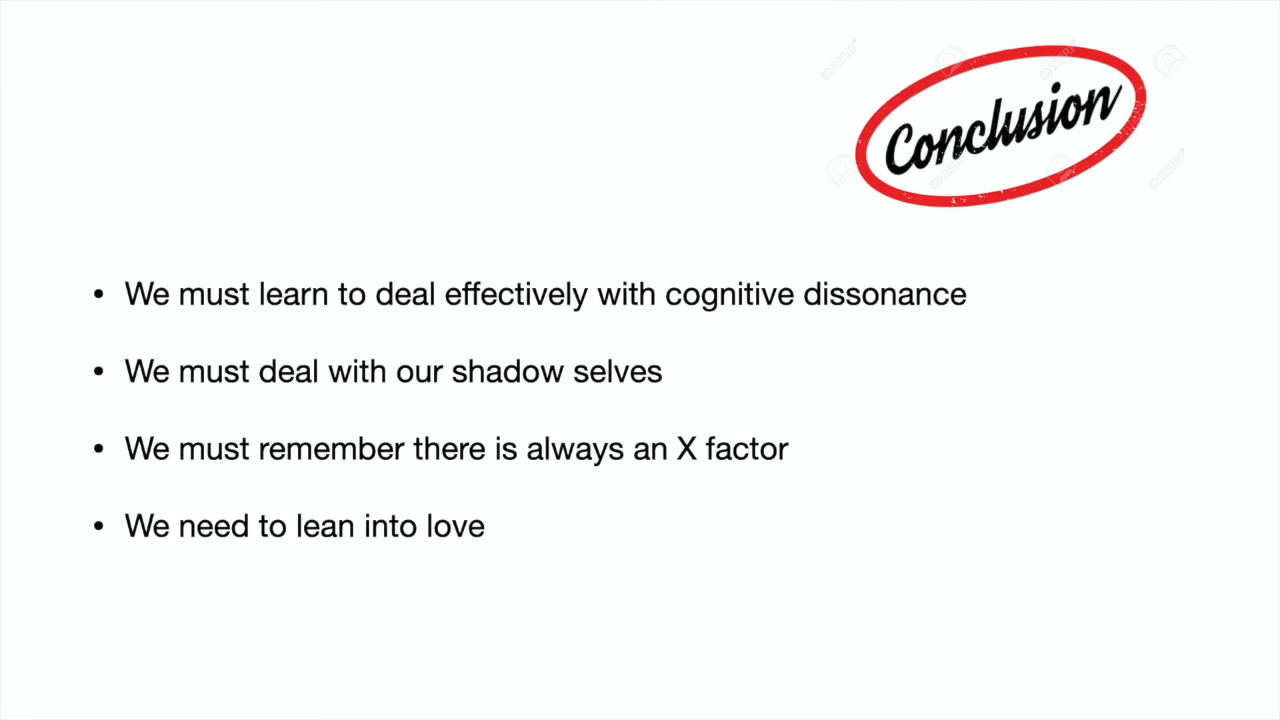 Conclusion
• We must learn to deal effectively with cognitive dissonance
• We must deal with our shadow selves
• We must remember there is always an X factor
• We need to lean into love